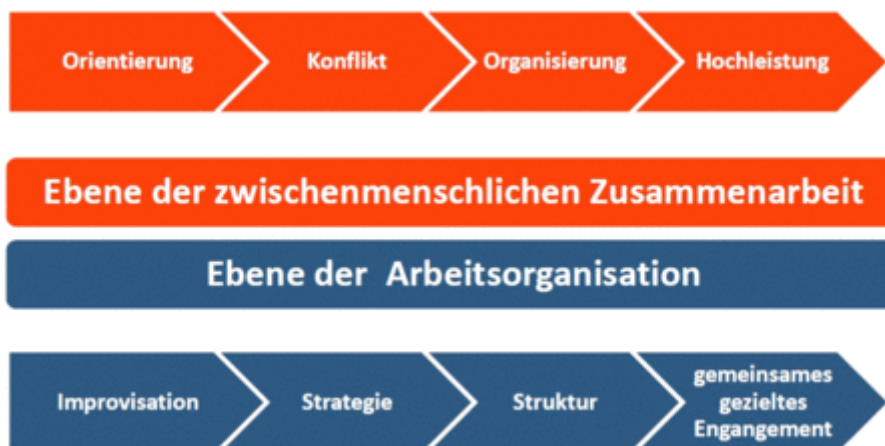 Orientierung
Konflikt
Organisierung
Hochleistung
Ebene der zwischenmenschlichen Zusammenarbeit
Ebene der Arbeitsorganisation
Improvisation
Strategie
Struktur
gemeinsames
gezieltes
Engangement